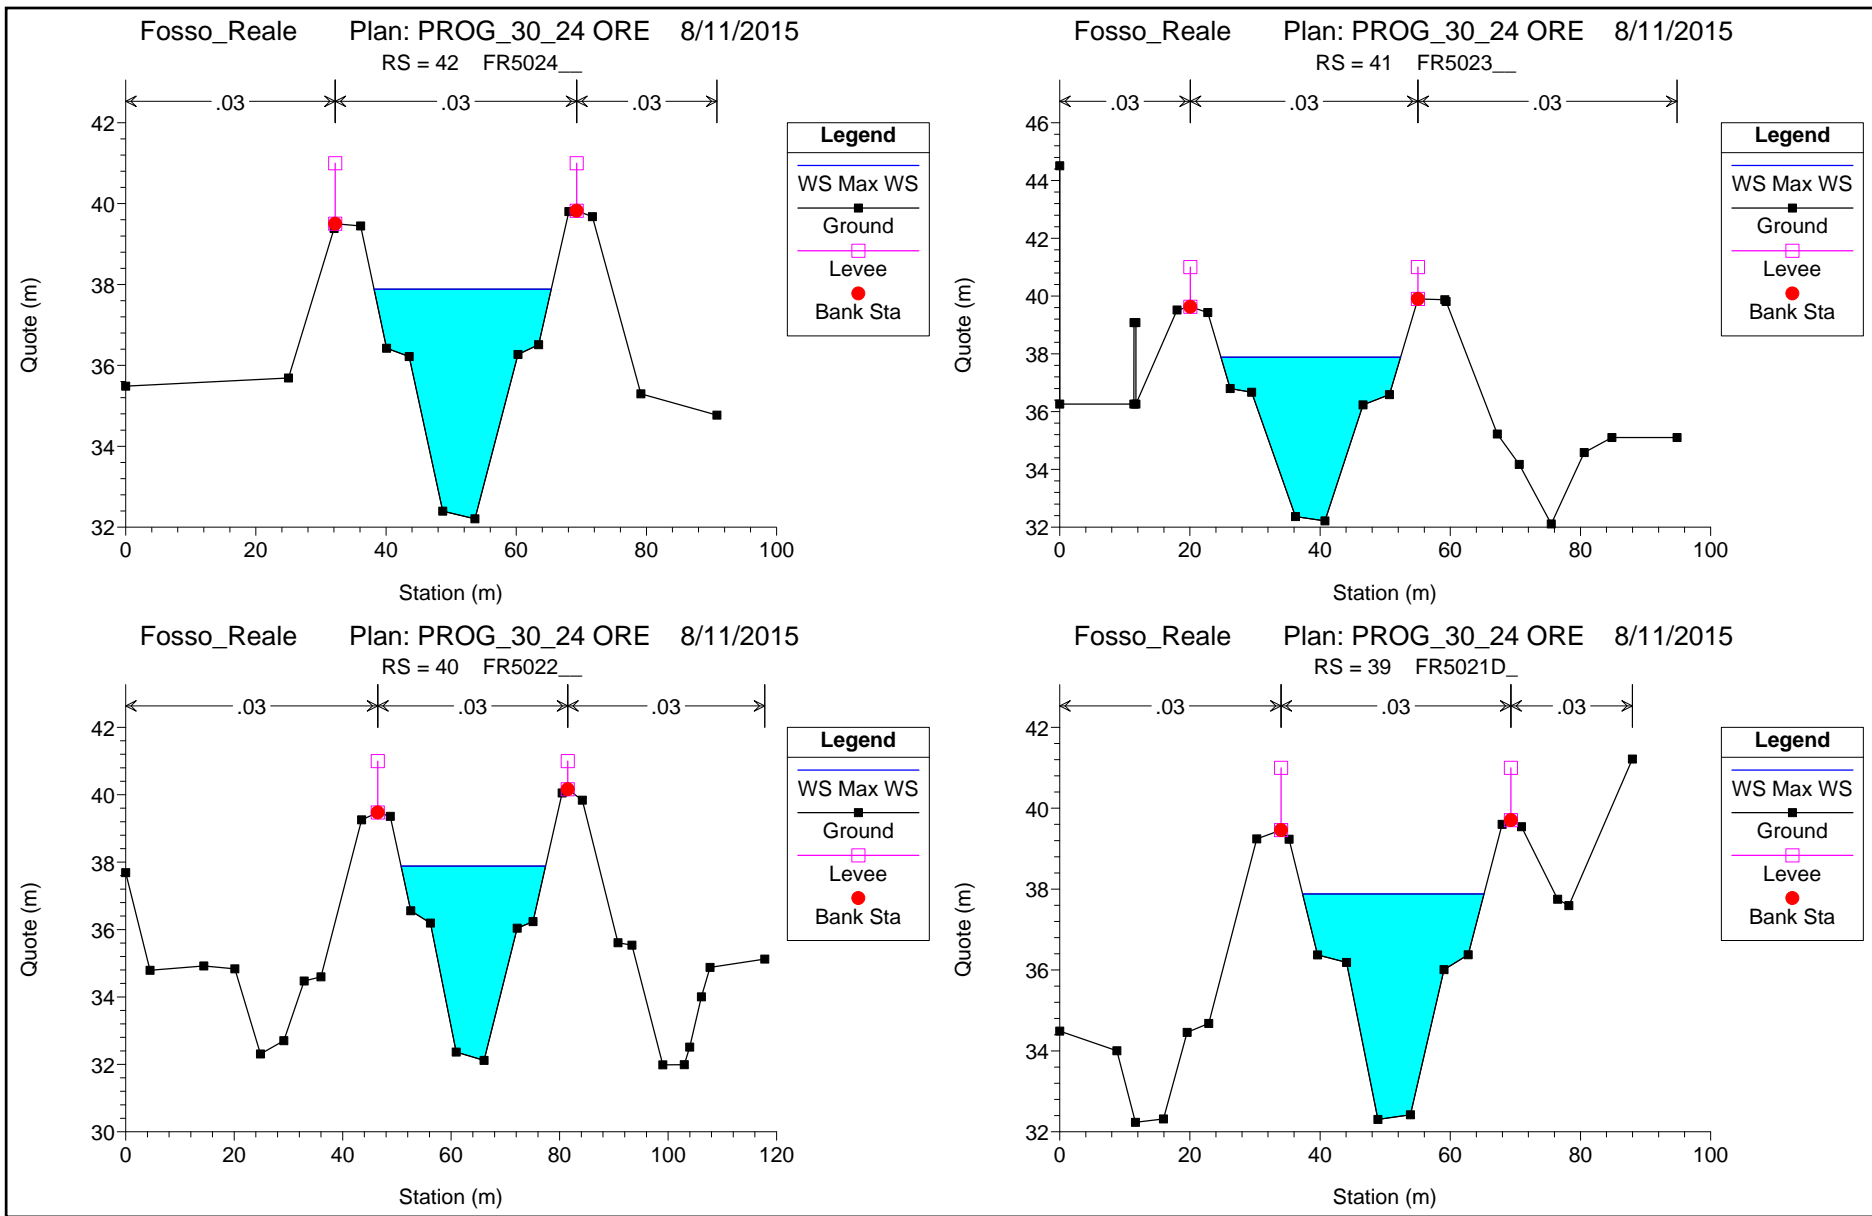 Fosso_Reale Plan: PROG_30_24 ORE 8/11/2015
RS = 42 FR5024__
.03 .03 .03
42
40
38
36
34
32
0 20 40 60 80 100
Station (m)
Quote (m)
Legend
WS Max WS
Ground
Levee
Bank Sta
Fosso_Reale Plan: PROG_30_24 ORE 8/11/2015
RS = 41 FR5023__
.03 .03 .03
46
44
42
40
38
36
34
32
0 20 40 60 80 100
Station (m)
Quote (m)
Legend
WS Max WS
Ground
Levee
Bank Sta
Fosso_Reale Plan: PROG_30_24 ORE 8/11/2015
RS = 40 FR5022__
.03 .03 .03
42
40
38
36
34
32
30
0 20 40 60 80 100 120
Station (m)
Quote (m)
Legend
WS Max WS
Ground
Levee
Bank Sta
Fosso_Reale Plan: PROG_30_24 ORE 8/11/2015
RS = 39 FR5021D_
.03 .03 .03
42
40
38
36
34
32
0 20 40 60 80 100
Station (m)
Quote (m)
Legend
WS Max WS
Ground
Levee
Bank Sta